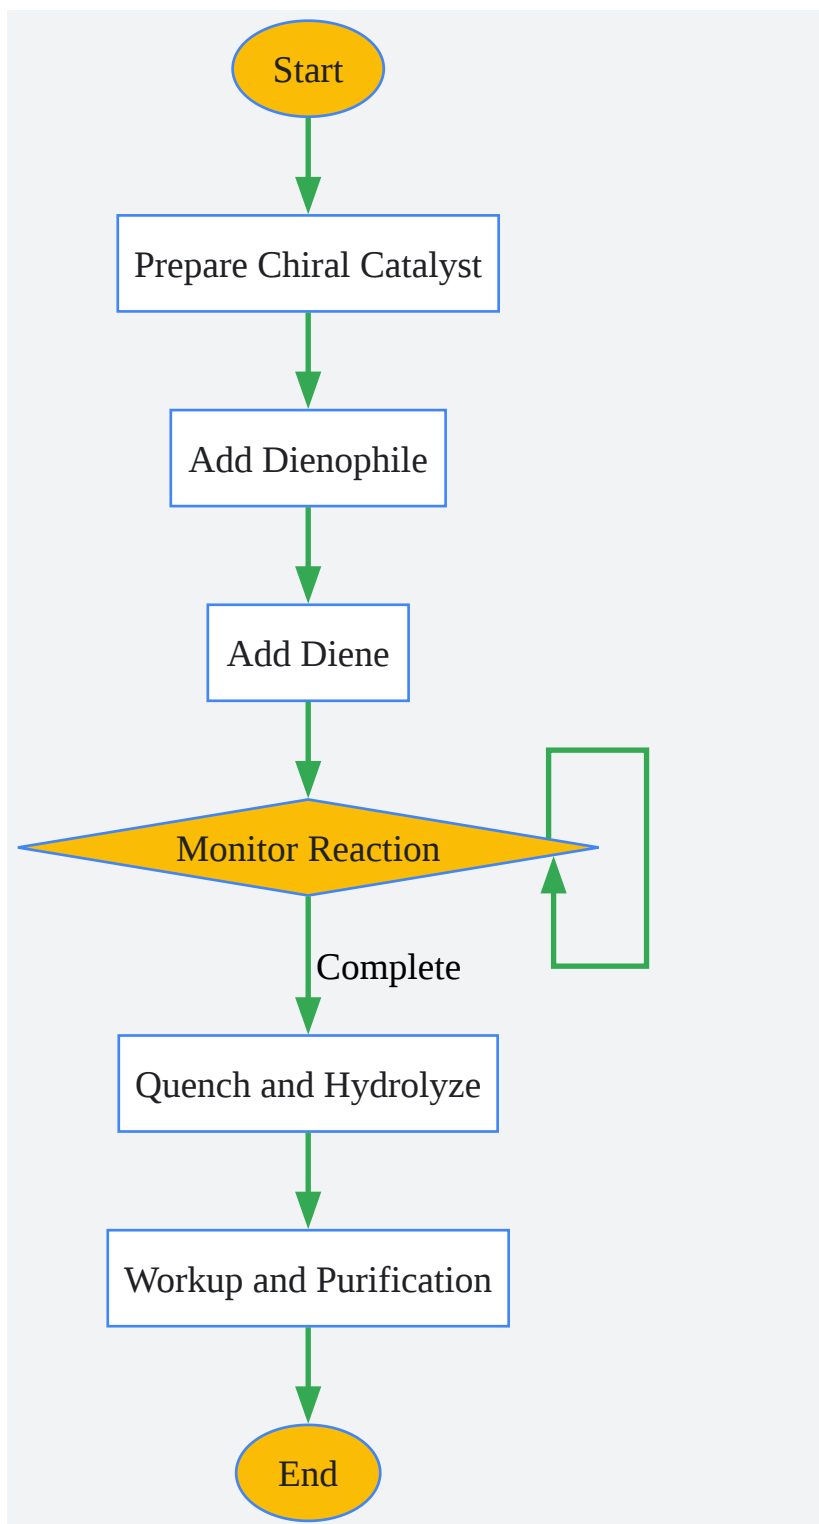 Start
Prepare Chiral Catalyst
Add Dienophile
Add Diene
Monitor Reaction
Complete
Quench and Hydrolyze
Workup and Purification
End